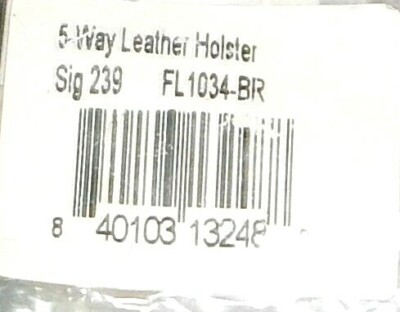 5-Way Leather Holster
Sig 239 FL1034-BR
8 40103 13248